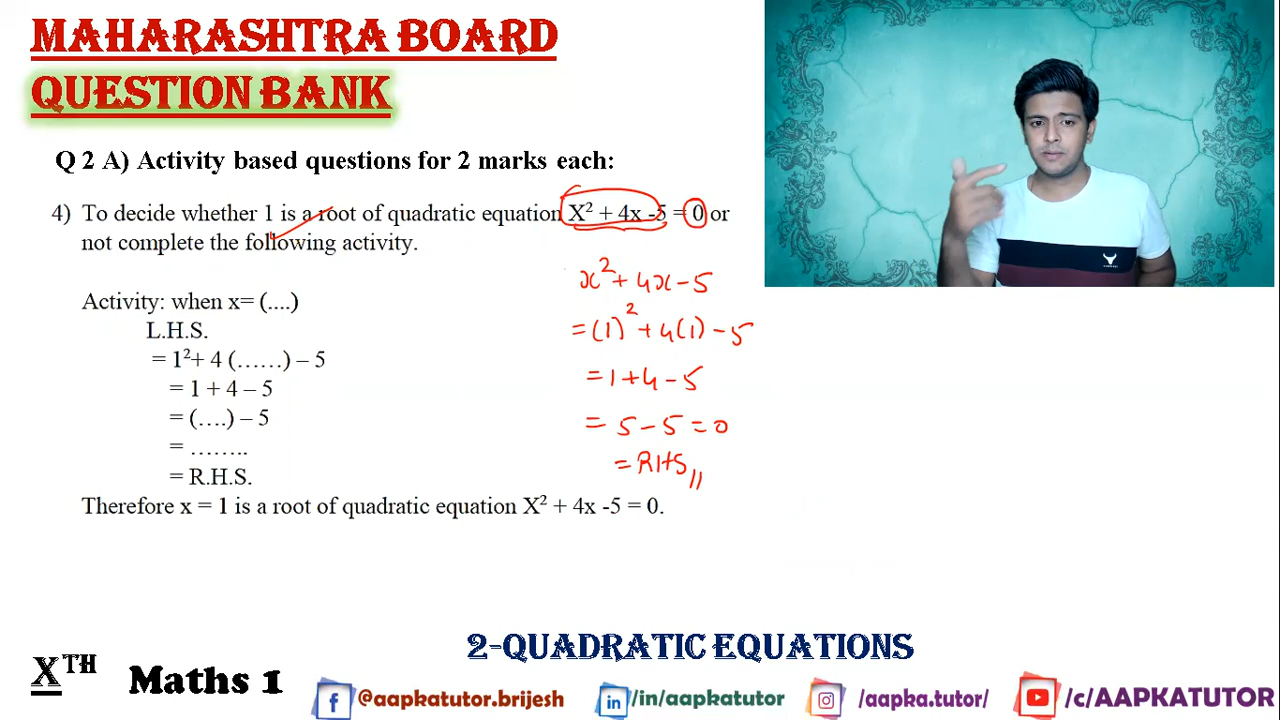 MAHARASHTRA BOARD
QUESTION BANK
Q 2 A) Activity based questions for 2 marks each:
4) To decide whether 1 is a root of quadratic equation X² + 4x -5 = 0 or
not complete the following activity.
x² + 4x - 5
Activity: when x= (....)
L.H.S.
= (1)² + 4(1) - 5
= 1²+ 4 (……) – 5
= 1 + 4 - 5
= 1 + 4 – 5
= (….) – 5
= 5 - 5 = 0
= ……..
= RHS //
= R.H.S.
Therefore x = 1 is a root of quadratic equation X² + 4x -5 = 0.
2-QUADRATIC EQUATIONS
XTH Maths 1
@aapkatutor.brijesh
in /in/aapkatutor
/aapka.tutor/
/c/AAPKATUTOR